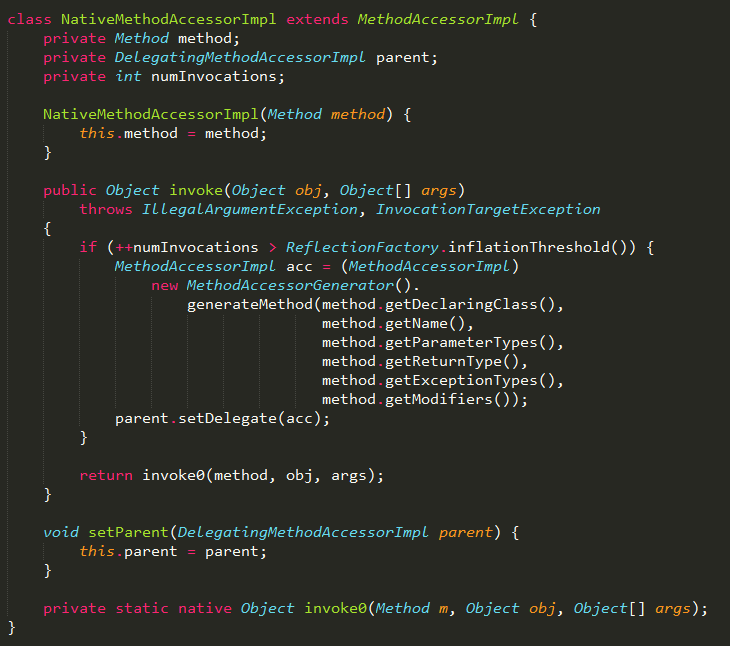 class NativeMethodAccessorImpl extends MethodAccessorImpl {
    private Method method;
    private DelegatingMethodAccessorImpl parent;
    private int numInvocations;

    NativeMethodAccessorImpl(Method method) {
        this.method = method;
    }

    public Object invoke(Object obj, Object[] args)
        throws IllegalArgumentException, InvocationTargetException
    {
        if (++numInvocations > ReflectionFactory.inflationThreshold()) {
            MethodAccessorImpl acc = (MethodAccessorImpl)
                new MethodAccessorGenerator().
                    generateMethod(method.getDeclaringClass(),
                                   method.getName(),
                                   method.getParameterTypes(),
                                   method.getReturnType(),
                                   method.getExceptionTypes(),
                                   method.getModifiers());
            parent.setDelegate(acc);
        }

        return invoke0(method, obj, args);
    }

    void setParent(DelegatingMethodAccessorImpl parent) {
        this.parent = parent;
    }

    private static native Object invoke0(Method m, Object obj, Object[] args);
}